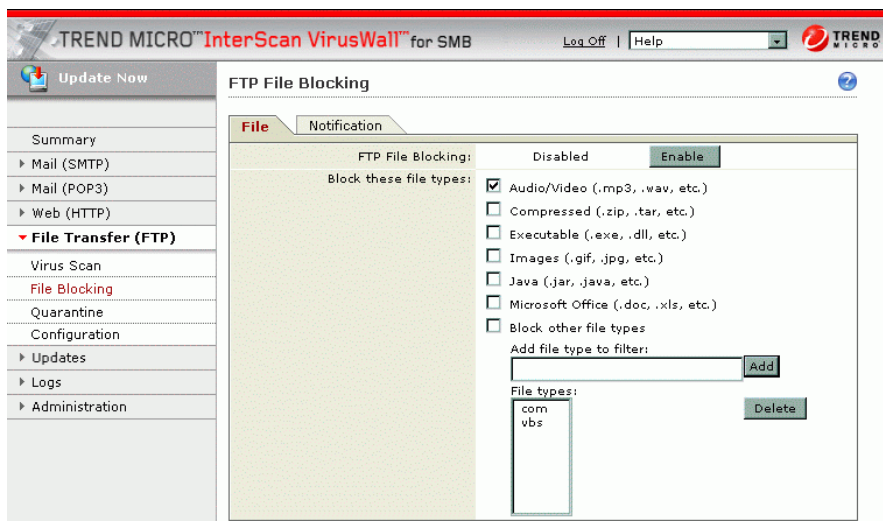 TREND MICRO™ InterScan VirusWall™ for SMB
Log Off | Help
TREND MICRO
Update Now
Summary
Mail (SMTP)
Mail (POP3)
Web (HTTP)
File Transfer (FTP)
Virus Scan
File Blocking
Quarantine
Configuration
Updates
Logs
Administration
FTP File Blocking
File
Notification
FTP File Blocking: Disabled Enable
Block these file types:
Audio/Video (.mp3, .wav, etc.)
Compressed (.zip, .tar, etc.)
Executable (.exe, .dll, etc.)
Images (.gif, .jpg, etc.)
Java (.jar, .java, etc.)
Microsoft Office (.doc, .xls, etc.)
Block other file types
Add file type to filter:
Add
File types:
com
vbs
Delete